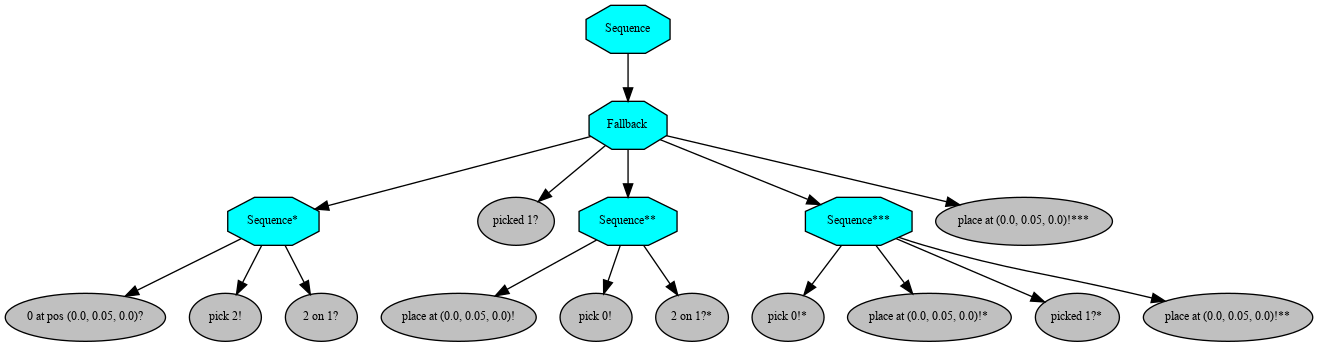 Sequence
Fallback
Sequence*
picked 1?
Sequence**
Sequence***
place at (0.0, 0.05, 0.0)!***
0 at pos (0.0, 0.05, 0.0)?
pick 2!
2 on 1?
place at (0.0, 0.05, 0.0)!
pick 0!
2 on 1?*
pick 0!*
place at (0.0, 0.05, 0.0)!*
picked 1?*
place at (0.0, 0.05, 0.0)!**